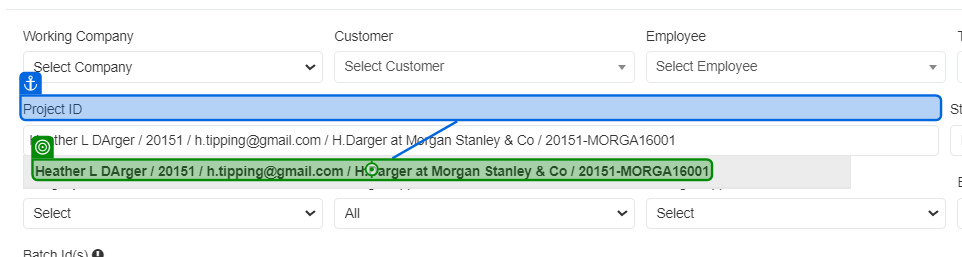 Working Company
Customer
Employee
Select Company
Select Customer
Select Employee
Project ID
St
Heather L DArger / 20151 / h.tipping@gmail.com / H.Darger at Morgan Stanley & Co / 20151-MORGA16001
Heather L DArger / 20151 / h.tipping@gmail.com / H.Darger at Morgan Stanley & Co / 20151-MORGA16001
Select
All
Select
Batch Id(s)